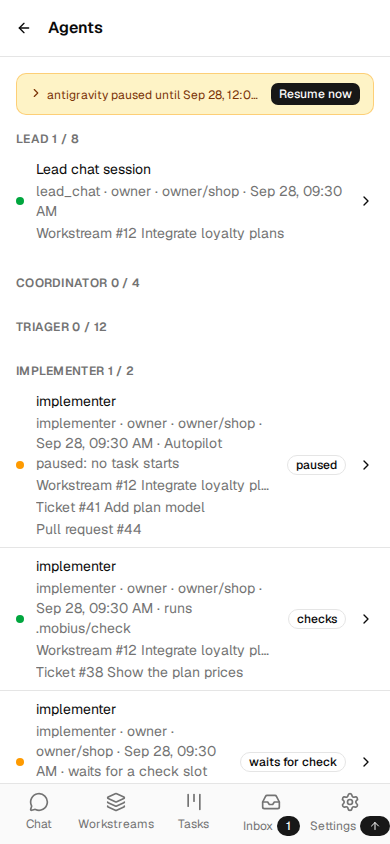 Agents
antigravity paused until Sep 28, 12:0...
Resume now
LEAD 1 / 8
Lead chat session
lead_chat · owner · owner/shop · Sep 28, 09:30
AM
Workstream #12 Integrate loyalty plans
COORDINATOR 0 / 4
TRIAGER 0 / 12
IMPLEMENTER 1 / 2
implementer
implementer · owner · owner/shop ·
Sep 28, 09:30 AM · Autopilot
paused: no task starts
Workstream #12 Integrate loyalty pl...
Ticket #41 Add plan model
Pull request #44
paused
implementer
implementer · owner · owner/shop ·
Sep 28, 09:30 AM · runs
.mobius/check
Workstream #12 Integrate loyalty pl...
Ticket #38 Show the plan prices
checks
implementer
implementer · owner ·
owner/shop · Sep 28, 09:30
AM · waits for a check slot
waits for check
Chat
Workstreams
Tasks
Inbox 1
Settings